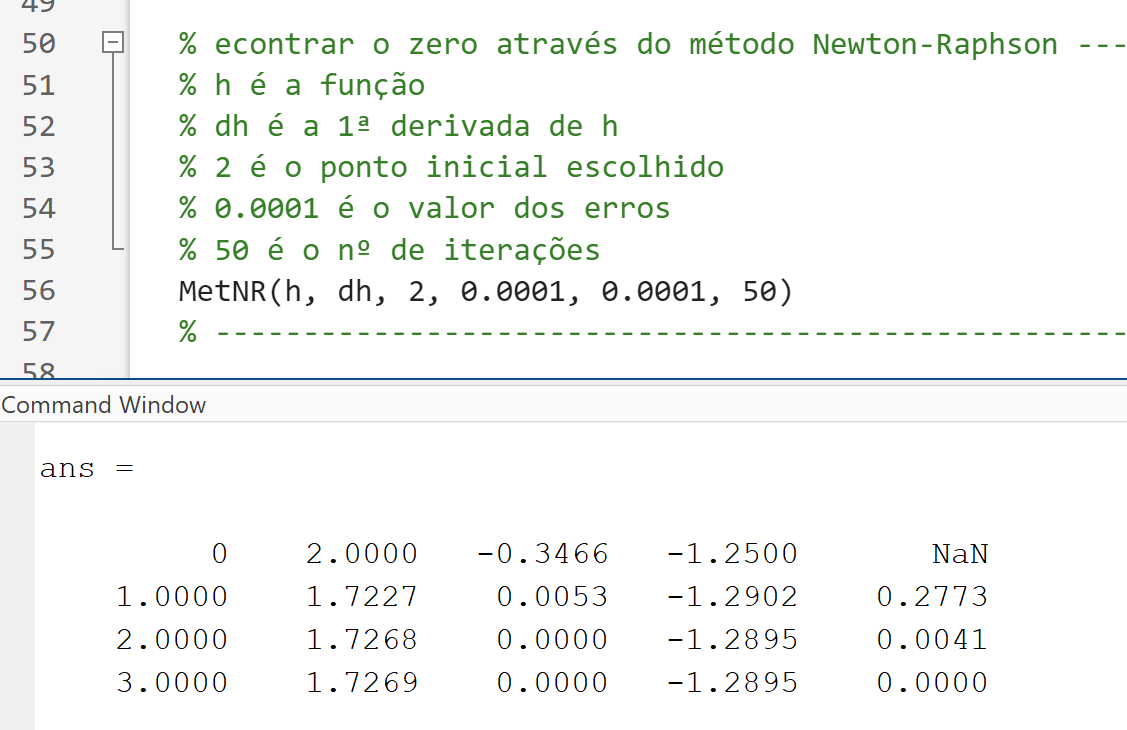 49
50 % econtrar o zero através do método Newton-Raphson ---
51 % h é a função
52 % dh é a 1ª derivada de h
53 % 2 é o ponto inicial escolhido
54 % 0.0001 é o valor dos erros
55 % 50 é o nº de iterações
56 MetNR(h, dh, 2, 0.0001, 0.0001, 50)
57 % ----------------------------------------------------
58
Command Window
ans =
0 2.0000 -0.3466 -1.2500 NaN
1.0000 1.7227 0.0053 -1.2902 0.2773
2.0000 1.7268 0.0000 -1.2895 0.0041
3.0000 1.7269 0.0000 -1.2895 0.0000